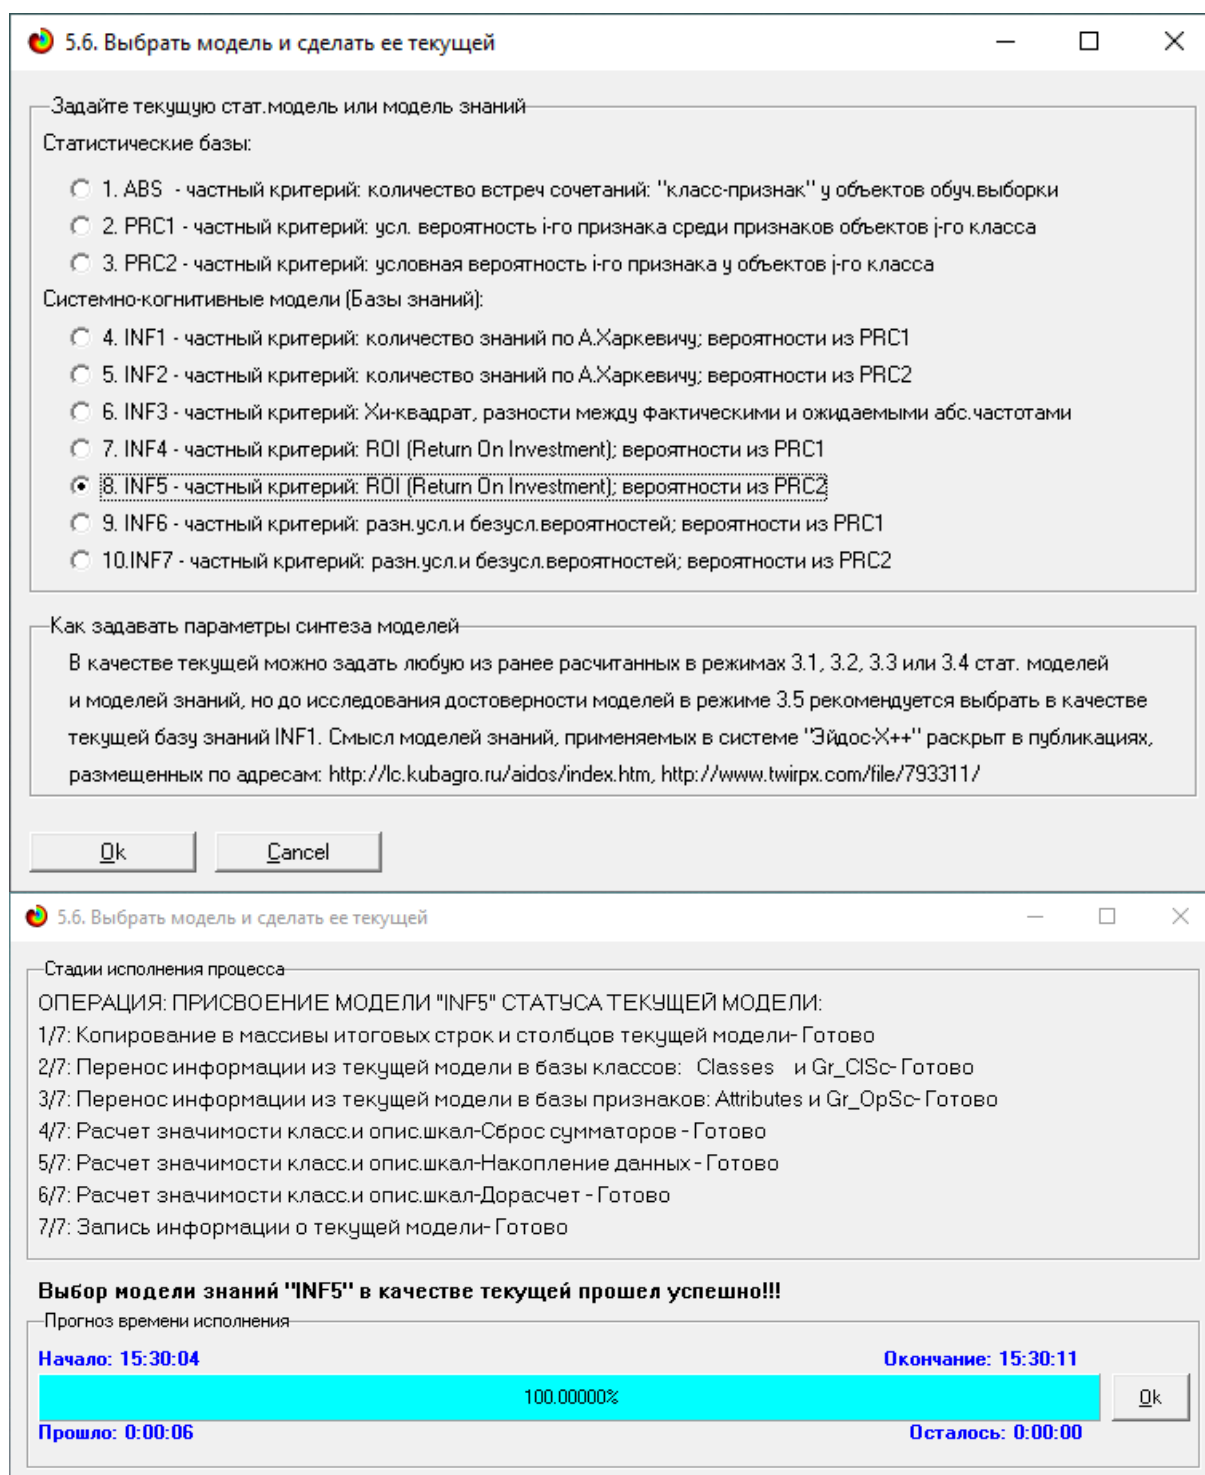 5.6. Выбрать модель и сделать ее текущей
Задайте текущую стат.модель или модель знаний
Статистические базы:
1. ABS - частный критерий: количество встреч сочетаний: "класс-признак" у объектов обуч.выборки
2. PRC1 - частный критерий: усл. вероятность i-го признака среди признаков объектов j-го класса
3. PRC2 - частный критерий: условная вероятность i-го признака у объектов j-го класса
Системно-когнитивные модели (Базы знаний):
4. INF1 - частный критерий: количество знаний по А.Харкевичу; вероятности из PRC1
5. INF2 - частный критерий: количество знаний по А.Харкевичу; вероятности из PRC2
6. INF3 - частный критерий: Хи-квадрат, разности между фактическими и ожидаемыми абс.частотами
7. INF4 - частный критерий: ROI (Return On Investment); вероятности из PRC1
8. INF5 - частный критерий: ROI (Return On Investment); вероятности из PRC2
9. INF6 - частный критерий: разн.усл.и безусл.вероятностей; вероятности из PRC1
10.INF7 - частный критерий: разн.усл.и безусл.вероятностей; вероятности из PRC2
Как задавать параметры синтеза моделей
В качестве текущей можно задать любую из ранее расчитанных в режимах 3.1, 3.2, 3.3 или 3.4 стат. моделей
и моделей знаний, но до исследования достоверности моделей в режиме 3.5 рекомендуется выбрать в качестве
текущей базу знаний INF1. Смысл моделей знаний, применяемых в системе "Эйдос-Х++" раскрыт в публикациях,
размещенных по адресам: http://lc.kubagro.ru/aidos/index.htm, http://www.twirpx.com/file/793311/
Ok Cancel
5.6. Выбрать модель и сделать ее текущей
Стадии исполнения процесса
ОПЕРАЦИЯ: ПРИСВОЕНИЕ МОДЕЛИ "INF5" СТАТУСА ТЕКУЩЕЙ МОДЕЛИ:
1/7: Копирование в массивы итоговых строк и столбцов текущей модели- Готово
2/7: Перенос информации из текущей модели в базы классов: Classes и Gr_ClSc- Готово
3/7: Перенос информации из текущей модели в базы признаков: Attributes и Gr_OpSc- Готово
4/7: Расчет значимости класс.и опис.шкал-Сброс сумматоров - Готово
5/7: Расчет значимости класс.и опис.шкал-Накопление данных - Готово
6/7: Расчет значимости класс.и опис.шкал-Дорасчет - Готово
7/7: Запись информации о текущей модели- Готово
Выбор модели знаний "INF5" в качестве текущей прошел успешно!!!
Прогноз времени исполнения
Начало: 15:30:04 Окончание: 15:30:11
100.00000% Ok
Прошло: 0:00:06 Осталось: 0:00:00